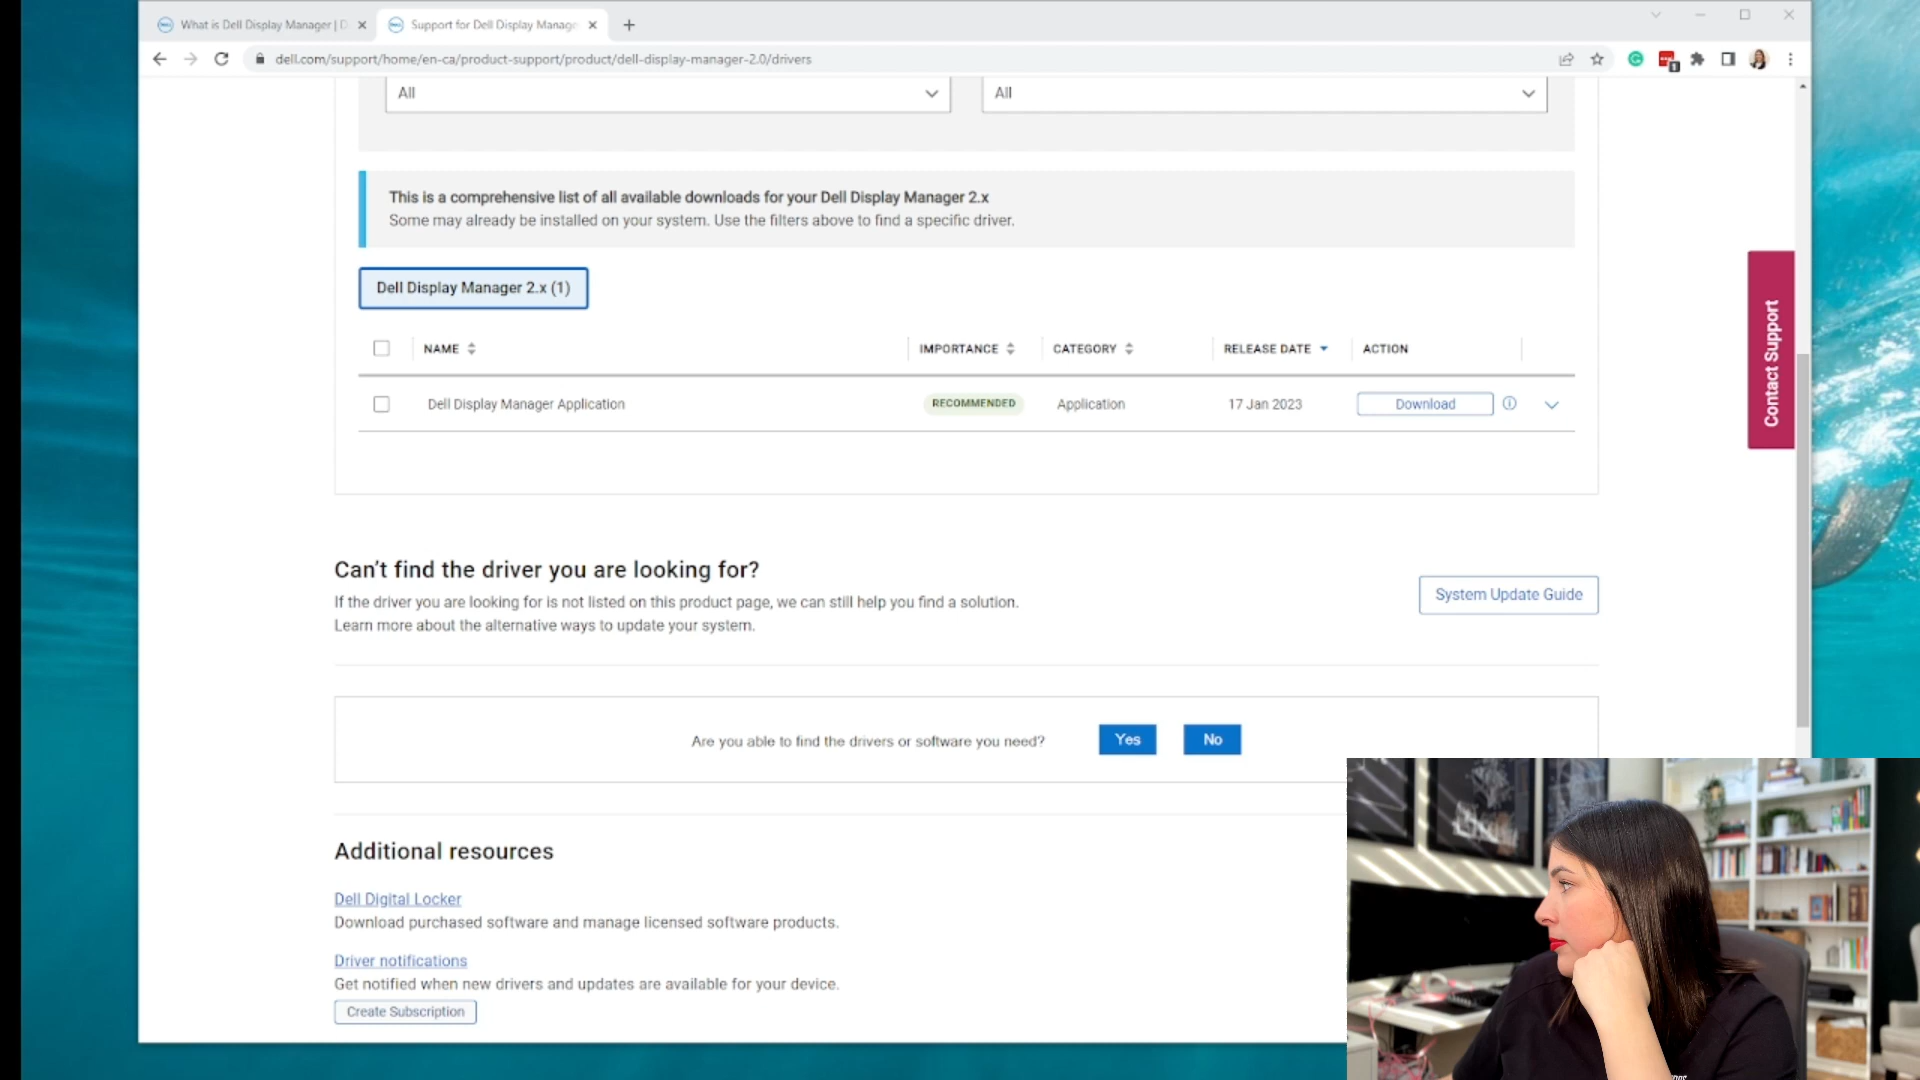 What is Dell Display Manager | D
Support for Dell Display Manage
dell.com/support/home/en-ca/product-support/product/dell-display-manager-2.0/drivers
All
All
This is a comprehensive list of all available downloads for your Dell Display Manager 2.x
Some may already be installed on your system. Use the filters above to find a specific driver.
Dell Display Manager 2.x (1)
NAME IMPORTANCE CATEGORY RELEASE DATE ACTION
Dell Display Manager Application RECOMMENDED Application 17 Jan 2023 Download
Contact Support
Can't find the driver you are looking for?
If the driver you are looking for is not listed on this product page, we can still help you find a solution.
Learn more about the alternative ways to update your system.
System Update Guide
Are you able to find the drivers or software you need? Yes No
Additional resources
Dell Digital Locker
Download purchased software and manage licensed software products.
Driver notifications
Get notified when new drivers and updates are available for your device.
Create Subscription